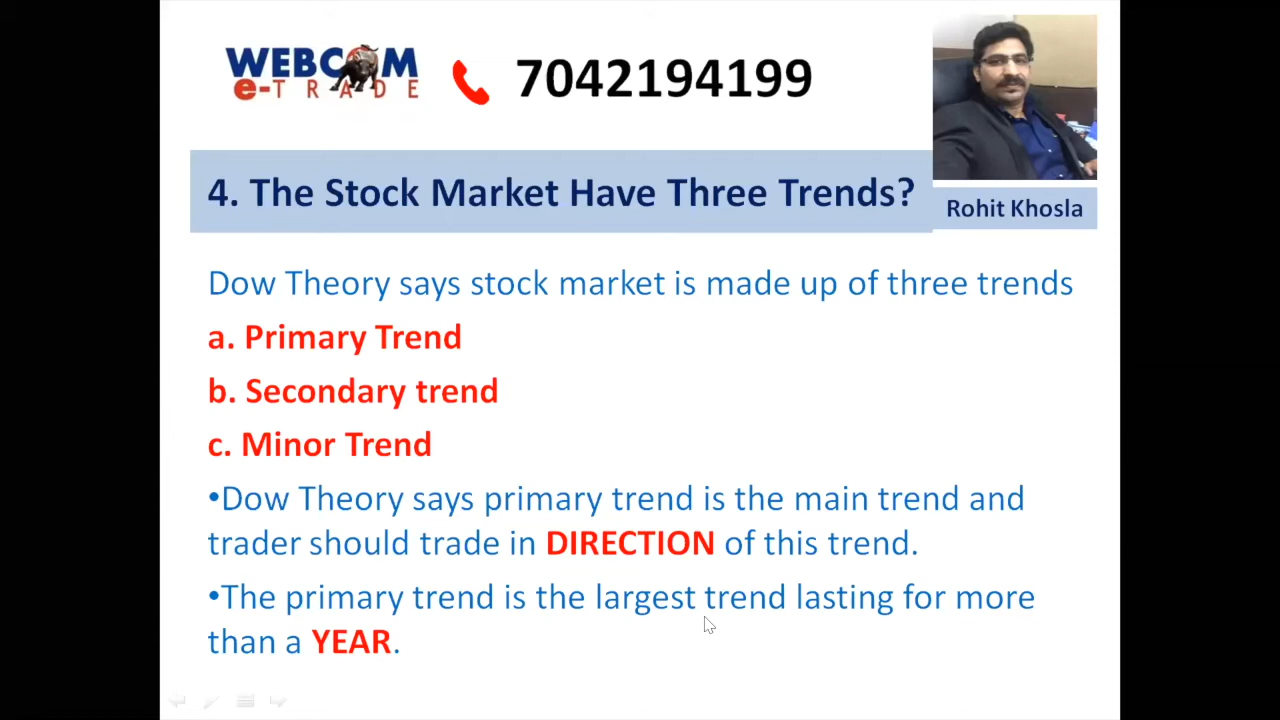 WEBCOM
e-TRADE
7042194199
4. The Stock Market Have Three Trends?
Rohit Khosla
Dow Theory says stock market is made up of three trends
a. Primary Trend
b. Secondary trend
c. Minor Trend
•Dow Theory says primary trend is the main trend and
trader should trade in DIRECTION of this trend.
•The primary trend is the largest trend lasting for more
than a YEAR.